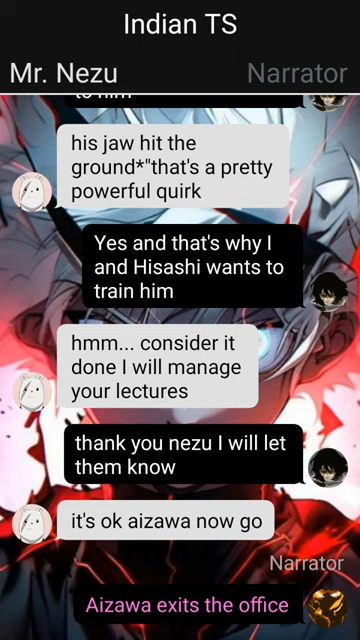 Indian TS
Mr. Nezu
Narrator
to him
his jaw hit the
ground*"that's a pretty
powerful quirk
Yes and that's why I
and Hisashi wants to
train him
hmm... consider it
done I will manage
your lectures
thank you nezu I will let
them know
it's ok aizawa now go
Narrator
Aizawa exits the office